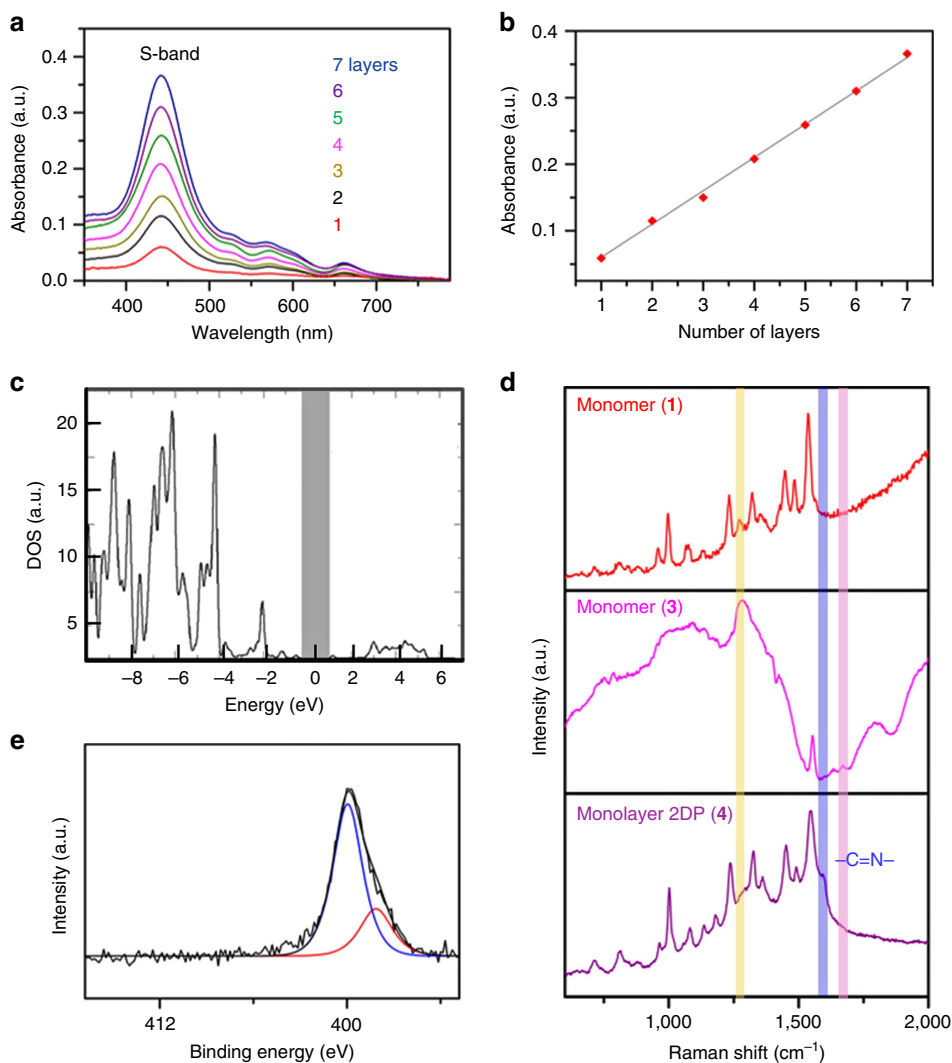 a
S-band
7 layers
6
5
4
3
2
1
0.4
0.3
0.2
0.1
0.0
Absorbance (a.u.)
400 500 600 700
Wavelength (nm)
b
0.4
0.3
0.2
0.1
Absorbance (a.u.)
1 2 3 4 5 6 7
Number of layers
c
20
15
10
5
DOS (a.u.)
−8 −6 −4 −2 0 2 4 6
Energy (eV)
d
Monomer (1)
Monomer (3)
Monolayer 2DP (4)
–C=N–
Intensity (a.u.)
1,000 1,500 2,000
Raman shift (cm⁻¹)
e
Intensity (a.u.)
412 400
Binding energy (eV)